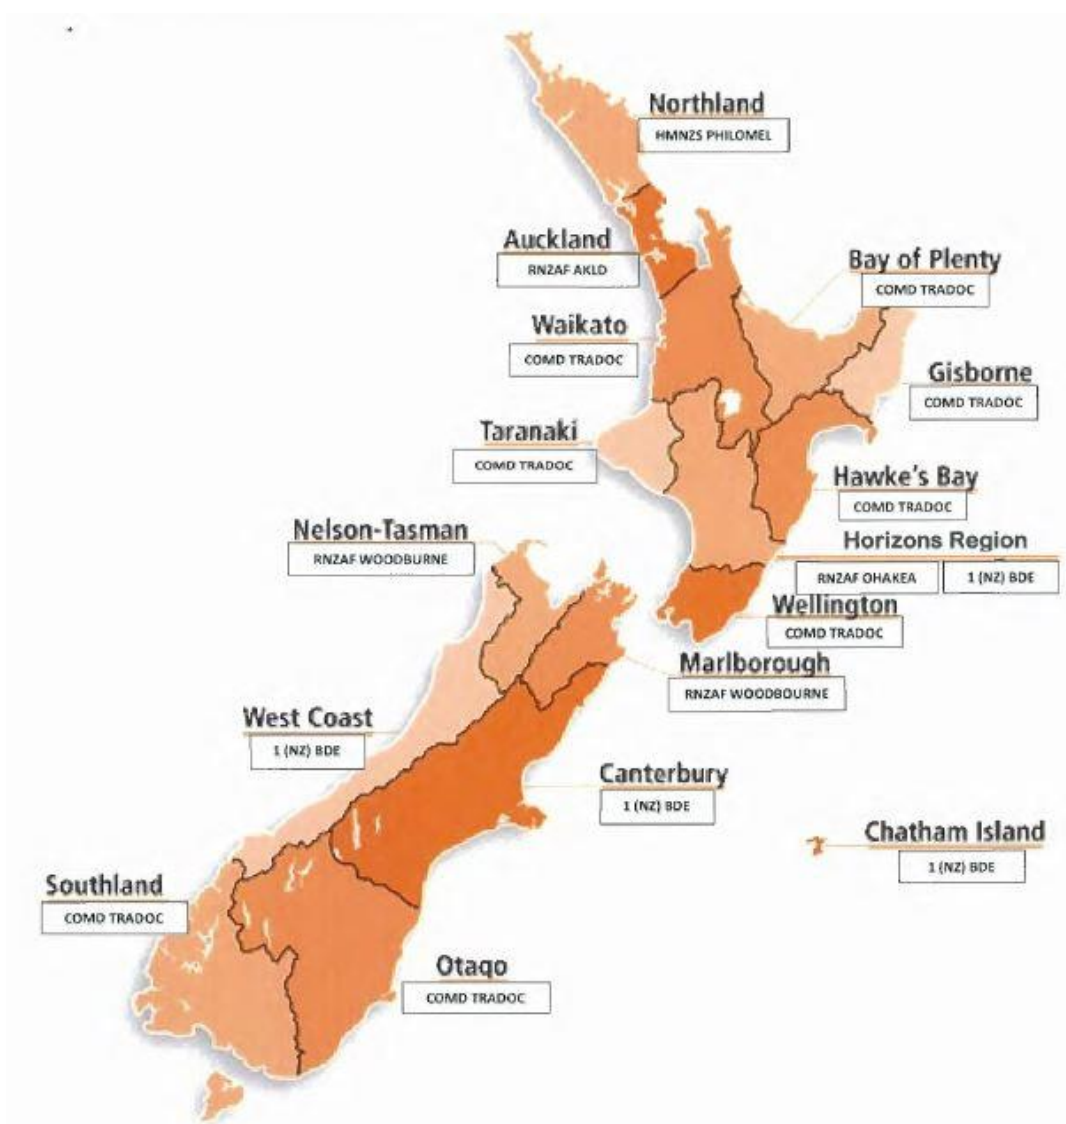 Northland
HMNZS PHILOMEL
Auckland
RNZAF AKLD
Bay of Plenty
COMD TRADOC
Waikato
COMD TRADOC
Gisborne
COMD TRADOC
Taranaki
COMD TRADOC
Hawke's Bay
COMD TRADOC
Nelson-Tasman
RNZAF WOODBURNE
Horizons Region
RNZAF OHAKEA 1 (NZ) BDE
Wellington
COMD TRADOC
Marlborough
RNZAF WOODBOURNE
West Coast
1 (NZ) BDE
Canterbury
1 (NZ) BDE
Chatham Island
1 (NZ) BDE
Southland
COMD TRADOC
Otago
COMD TRADOC